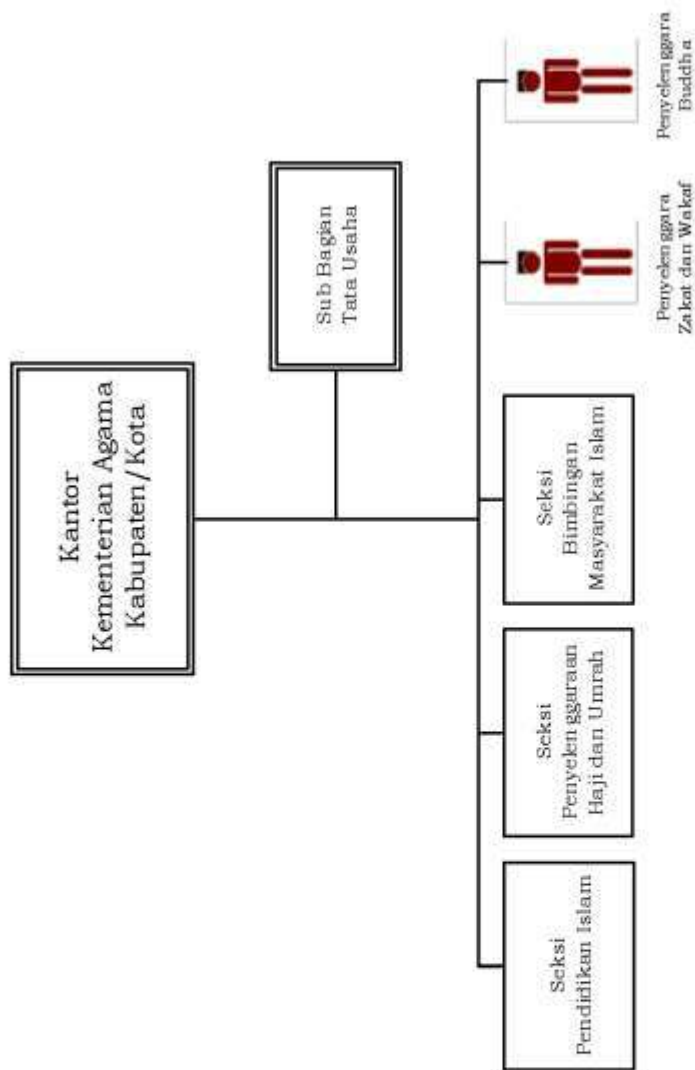 Kantor
Kementerian Agama
Kabupaten/Kota
Sub Bagian
Tata Usaha
Seksi
Pendidikan Islam
Seksi
Penyelenggaraan
Haji dan Umrah
Seksi
Bimbingan
Masyarakat Islam
Penyelenggara
Zakat dan Wakaf
Penyelenggara
Buddha